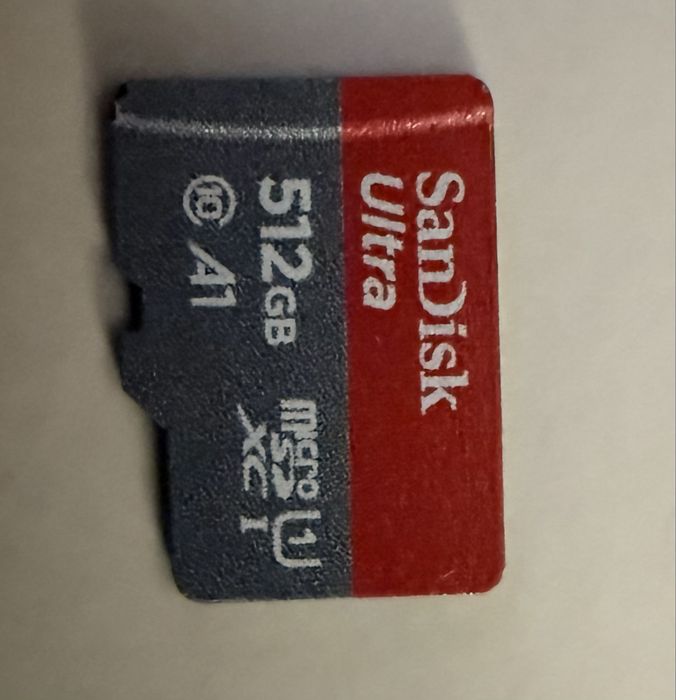 SanDisk
Ultra
512GB
10 A1
micro SD XC I U1